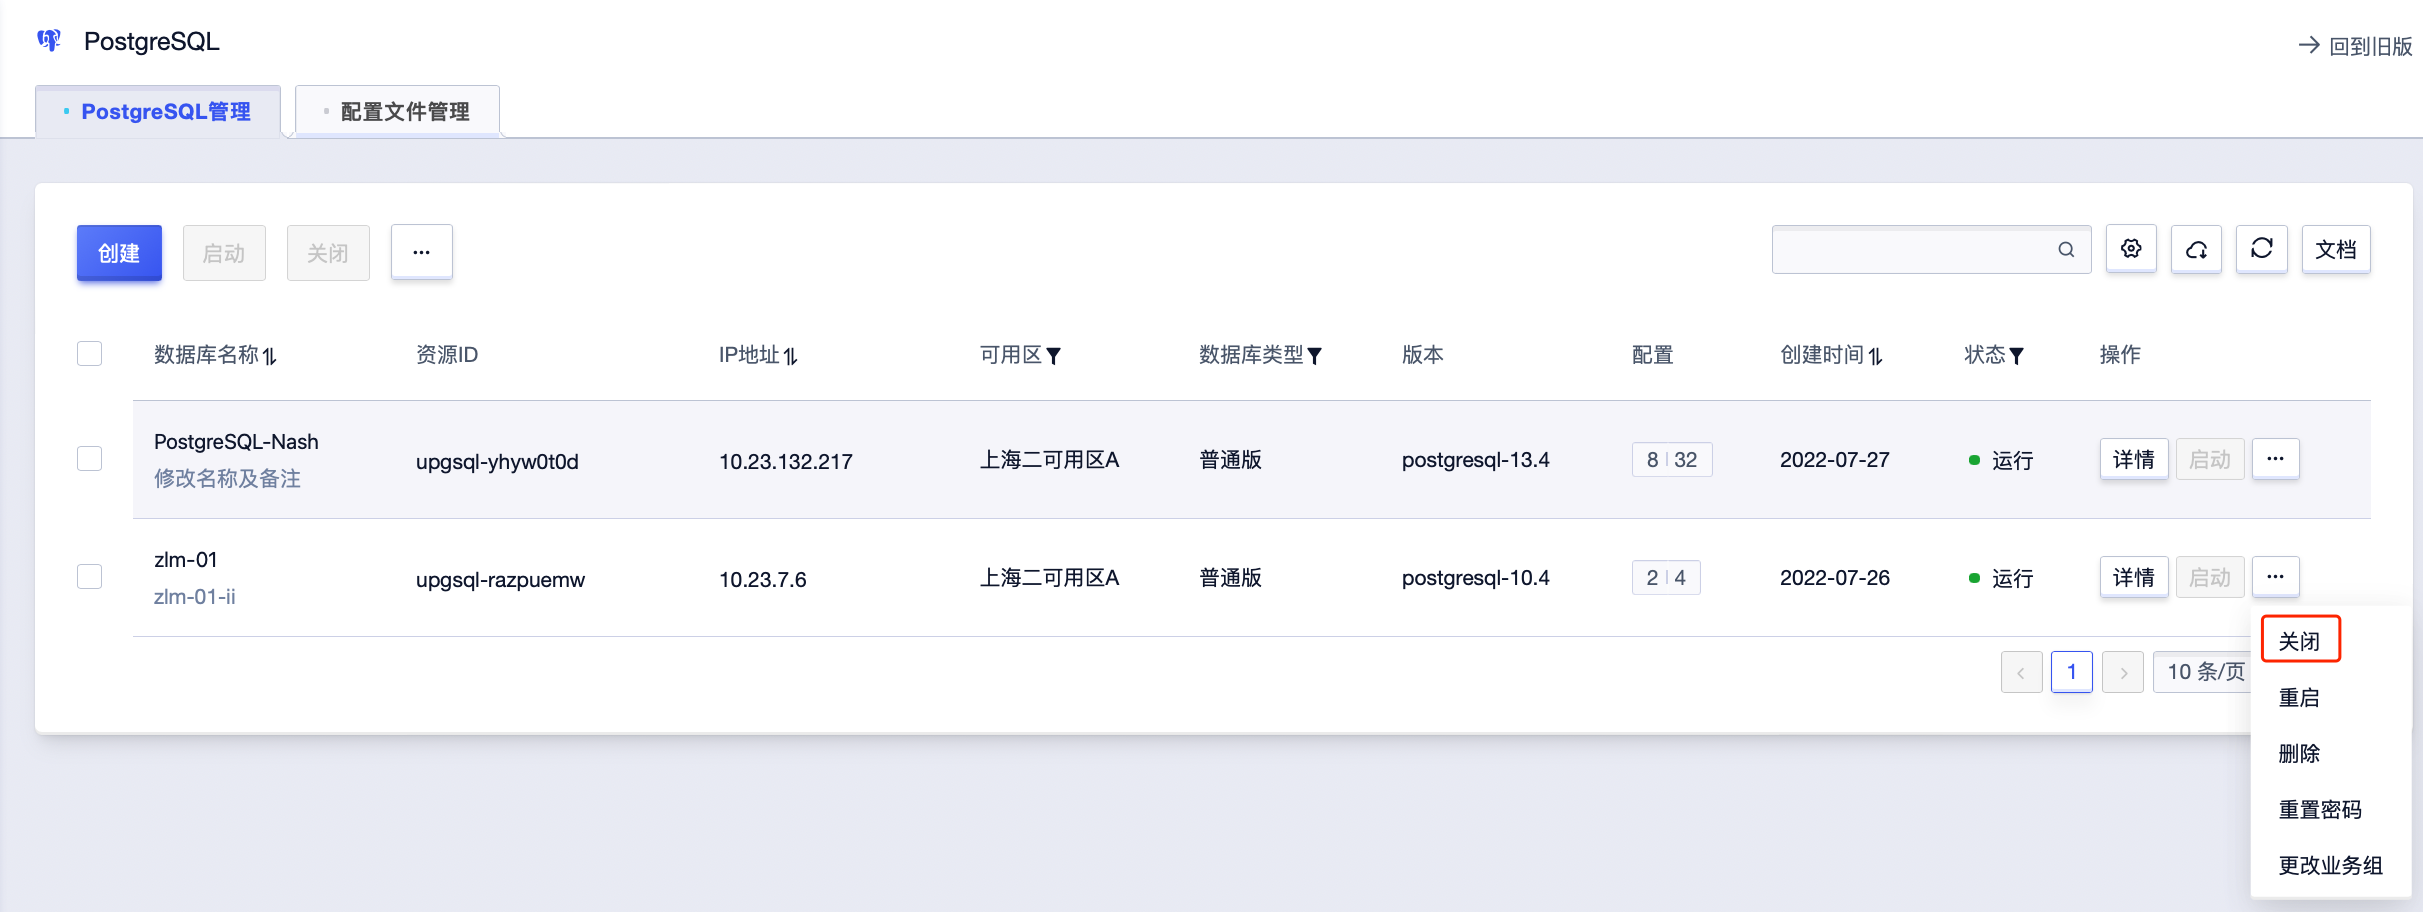 PostgreSQL
回到旧版
PostgreSQL管理
配置文件管理
创建 启动 关闭 ...
文档
数据库名称 资源ID IP地址 可用区 数据库类型 版本 配置 创建时间 状态 操作
PostgreSQL-Nash
修改名称及备注
upgsql-yhyw0t0d 10.23.132.217 上海二可用区A 普通版 postgresql-13.4 8 32 2022-07-27 运行 详情 启动 ...
zlm-01
zlm-01-ii
upgsql-razpuemw 10.23.7.6 上海二可用区A 普通版 postgresql-10.4 2 4 2022-07-26 运行 详情 启动 ...
1 10 条/页
关闭
重启
删除
重置密码
更改业务组